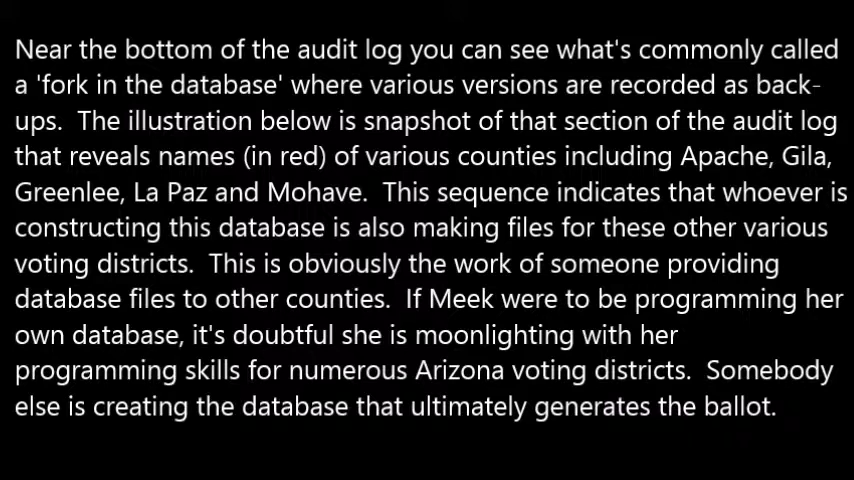 Near the bottom of the audit log you can see what's commonly called
a 'fork in the database' where various versions are recorded as back-
ups.  The illustration below is snapshot of that section of the audit log
that reveals names (in red) of various counties including Apache, Gila,
Greenlee, La Paz and Mohave.  This sequence indicates that whoever is
constructing this database is also making files for these other various
voting districts.  This is obviously the work of someone providing
database files to other counties.  If Meek were to be programming her
own database, it's doubtful she is moonlighting with her
programming skills for numerous Arizona voting districts.  Somebody
else is creating the database that ultimately generates the ballot.